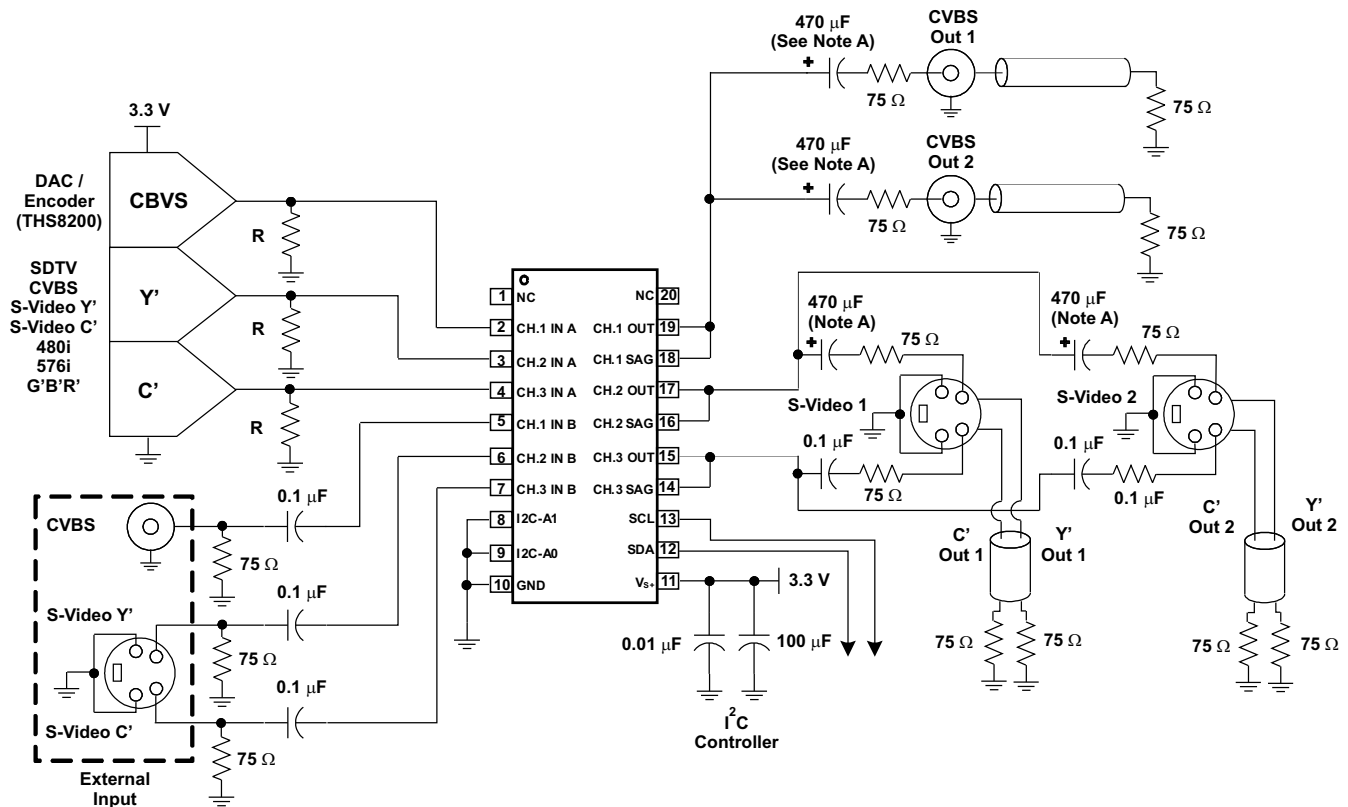 470 μF
(See Note A)
+
75 Ω
CVBS
Out 1
75 Ω
470 μF
(See Note A)
+
75 Ω
CVBS
Out 2
75 Ω
3.3 V
DAC /
Encoder
(THS8200)
SDTV
CVBS
S-Video Y'
S-Video C'
480i
576i
G'B'R'
CBVS
Y'
C'
R
R
R
1 NC
2 CH.1 IN A
3 CH.2 IN A
4 CH.3 IN A
5 CH.1 IN B
6 CH.2 IN B
7 CH.3 IN B
8 I2C-A1
9 I2C-A0
10 GND
NC 20
CH.1 OUT 19
CH.1 SAG 18
CH.2 OUT 17
CH.2 SAG 16
CH.3 OUT 15
CH.3 SAG 14
SCL 13
SDA 12
VS+ 11
470 μF
(Note A)
+
75 Ω
S-Video 1
0.1 μF
75 Ω
470 μF
(Note A)
+
75 Ω
S-Video 2
0.1 μF
0.1 μF
C'
Out 1
Y'
Out 1
75 Ω
75 Ω
C'
Out 2
Y'
Out 2
75 Ω
75 Ω
3.3 V
0.01 μF
100 μF
I2C
Controller
CVBS
75 Ω
0.1 μF
S-Video Y'
75 Ω
0.1 μF
S-Video C'
75 Ω
0.1 μF
External
Input